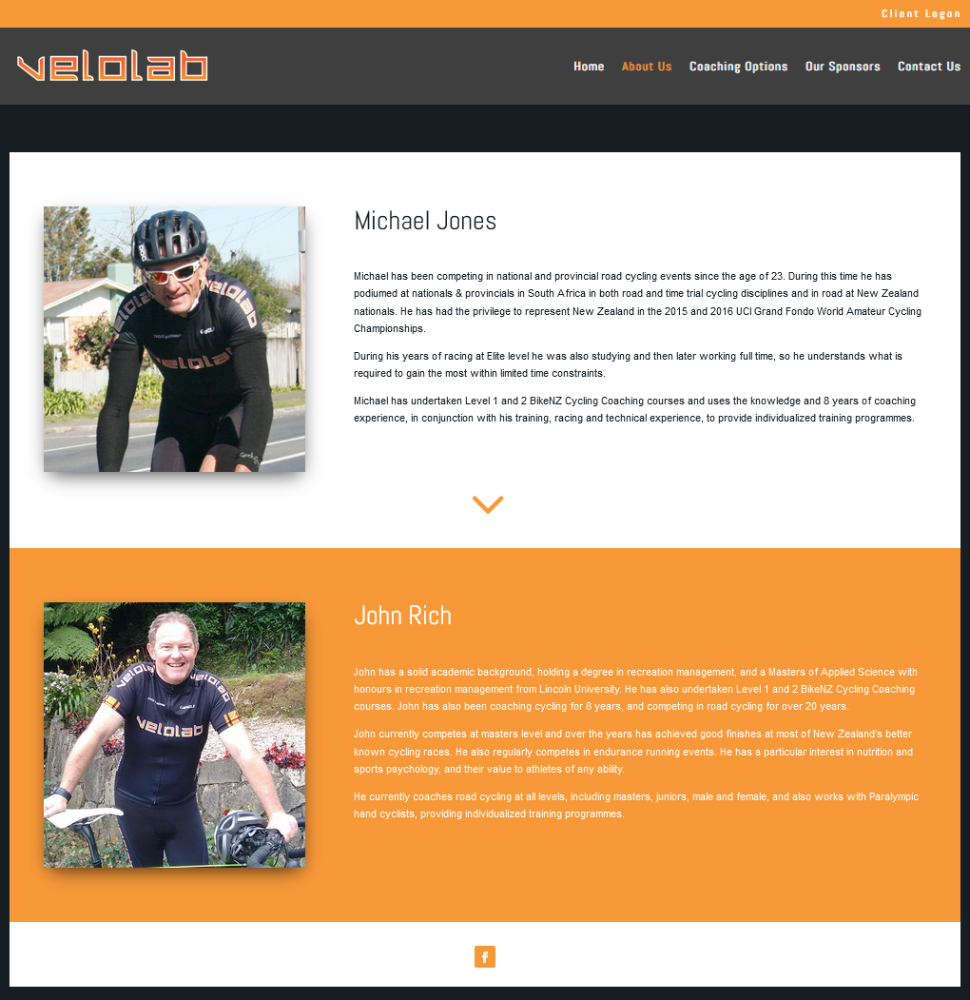 Client Logon
velolab
Home About Us Coaching Options Our Sponsors Contact Us
Michael Jones
velolab
velolab
velolab
Michael has been competing in national and provincial road cycling events since the age of 23. During this time he has
podiumed at nationals & provincials in South Africa in both road and time trial cycling disciplines and in road at New Zealand
nationals. He has had the privilege to represent New Zealand in the 2015 and 2016 UCI Grand Fondo World Amateur Cycling
Championships.
During his years of racing at Elite level he was also studying and then later working full time, so he understands what is
required to gain the most within limited time constraints.
Michael has undertaken Level 1 and 2 BikeNZ Cycling Coaching courses and uses the knowledge and 8 years of coaching
experience, in conjunction with his training, racing and technical experience, to provide individualized training programmes.
John Rich
velolab
John has a solid academic background, holding a degree in recreation management, and a Masters of Applied Science with
honours in recreation management from Lincoln University. He has also undertaken Level 1 and 2 BikeNZ Cycling Coaching
courses. John has also been coaching cycling for 8 years, and competing in road cycling for over 20 years.
John currently competes at masters level and over the years has achieved good finishes at most of New Zealand's better
known cycling races. He also regularly competes in endurance running events. He has a particular interest in nutrition and
sports psychology, and their value to athletes of any ability.
He currently coaches road cycling at all levels, including masters, juniors, male and female, and also works with Paralympic
hand cyclists, providing individualized training programmes.
f